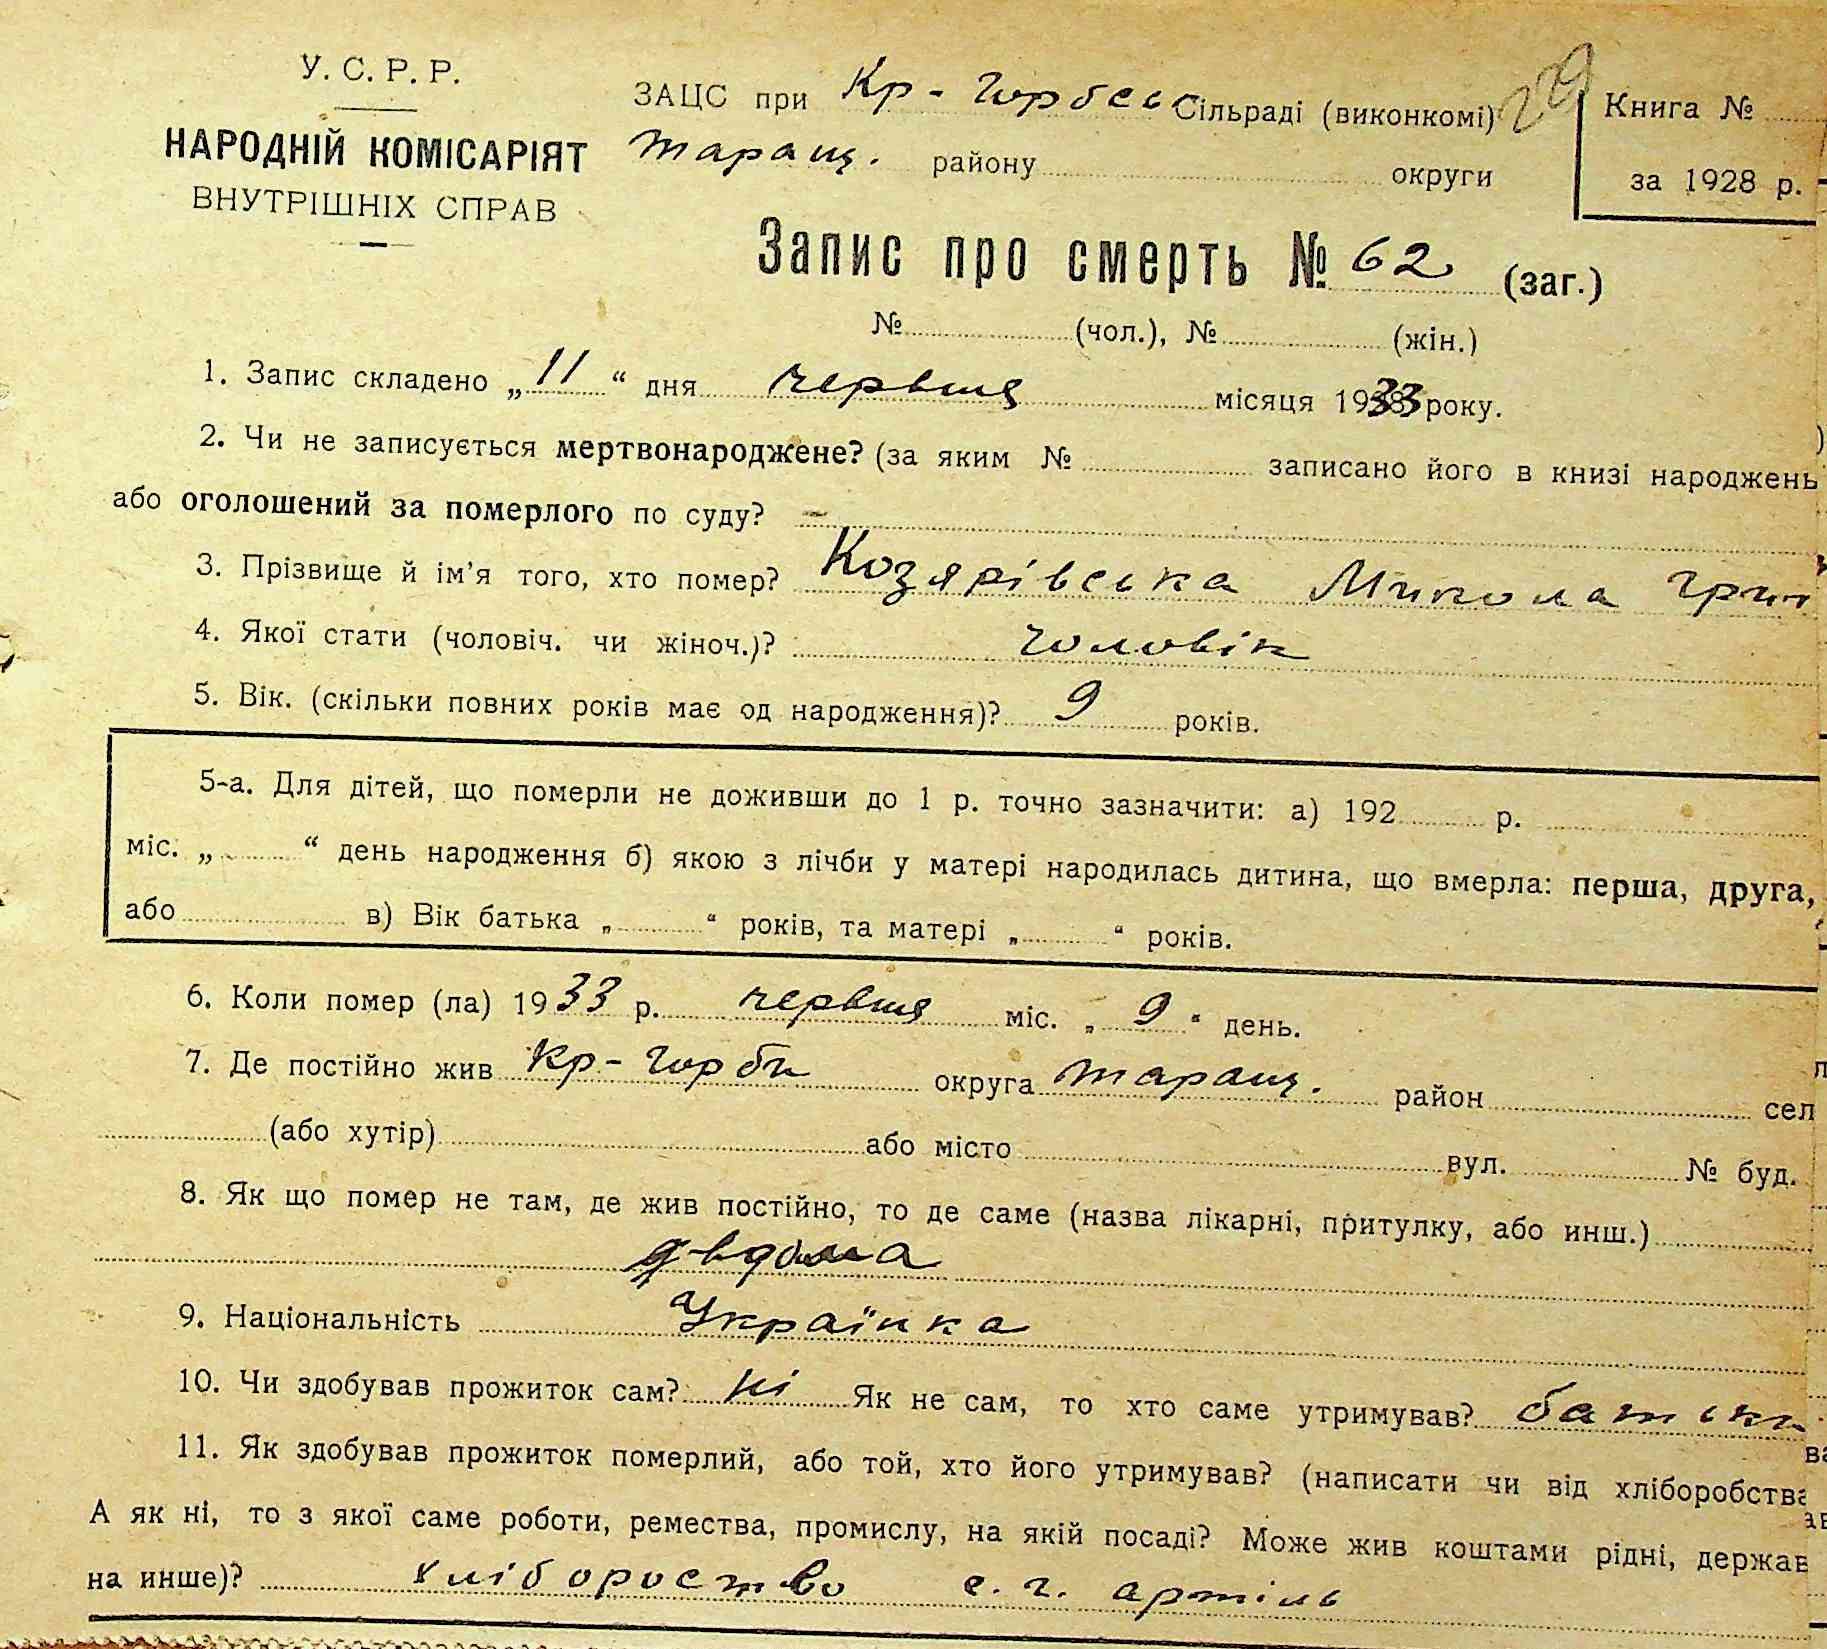 У. С. Р. Р.
НАРОДНІЙ КОМІСАРІЯТ
ВНУТРІШНІХ СПРАВ
ЗАЦС при Кр-Горбськ Сільраді (виконкомі)
Таращ. району округи
Книга №
за 1928 р.
Запис про смерть № 62 (заг.)
№ (чол.), № (жін.)
1. Запис складено „11“ дня червня місяця 1933 року.
2. Чи не записується мертвонароджене? (за яким № записано його в книзі народжень
або оголошений за померлого по суду? –
3. Прізвище й ім’я того, хто помер? Козярівська Микола Григ
4. Якої стати (чоловіч. чи жіноч.)? чоловік
5. Вік. (скільки повних років має од народження)? 9 років.
5-а. Для дітей, що померли не доживши до 1 р. точно зазначити: а) 192 р.
міс. „ “ день народження б) якою з лічби у матері народилась дитина, що вмерла: перша, друга,
або в) Вік батька „ “ років, та матері „ “ років.
6. Коли помер (ла) 1933 р. червня міс. „9“ день.
7. Де постійно жив Кр-Горби округа Таращ. район сел
(або хутір) або місто вул. № буд.
8. Як що помер не там, де жив постійно, то де саме (назва лікарні, притулку, або инш.)
вдома
9. Національність Українка
10. Чи здобував прожиток сам? ні Як не сам, то хто саме утримував? батьки
11. Як здобував прожиток померлий, або той, хто його утримував? (написати чи від хліборобства
А як ні, то з якої саме роботи, ремества, промислу, на якій посаді? Може жив коштами рідні, держав
на инше)? хлібороство с. г. артіль